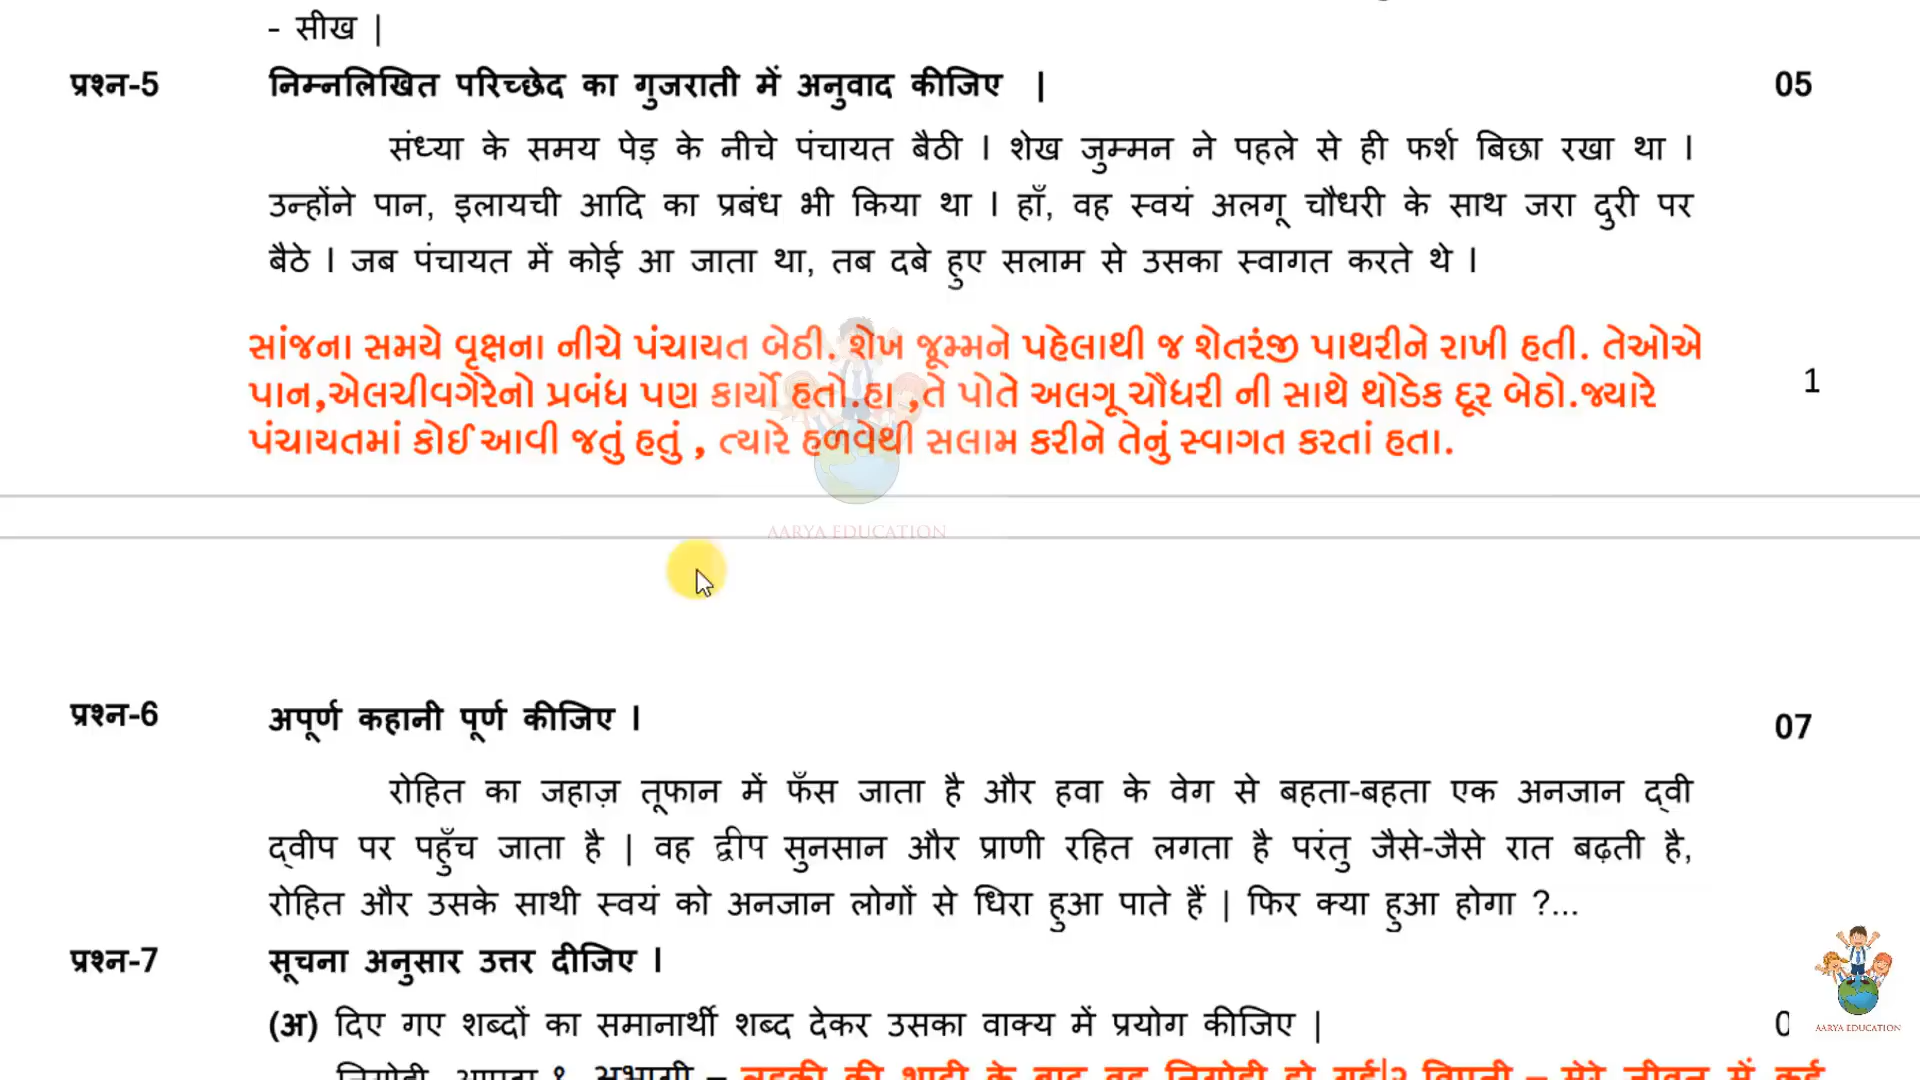 - सीख |
प्रश्न-5 निम्नलिखित परिच्छेद का गुजराती में अनुवाद कीजिए | 05
संध्या के समय पेड़ के नीचे पंचायत बैठी । शेख जुम्मन ने पहले से ही फर्श बिछा रखा था ।
उन्होंने पान, इलायची आदि का प्रबंध भी किया था । हाँ, वह स्वयं अलगू चौधरी के साथ जरा दुरी पर
बैठे । जब पंचायत में कोई आ जाता था, तब दबे हुए सलाम से उसका स्वागत करते थे ।
સાંજના સમયે વૃક્ષના નીચે પંચાયત બેઠી. શેખ જૂમ્મને પહેલાથી જ શેતરંજી પાથરીને રાખી હતી. તેઓએ
પાન,એલચીવગેરેનો પ્રબંધ પણ કાર્યો હતો.હા ,તે પોતે અલગૂ ચૌધરી ની સાથે થોડેક દૂર બેઠો.જ્યારે 1
પંચાયતમાં કોઈ આવી જતું હતું , ત્યારે હળવેથી સલામ કરીને તેનું સ્વાગત કરતાં હતા.
AARYA EDUCATION
प्रश्न-6 अपूर्ण कहानी पूर्ण कीजिए । 07
रोहित का जहाज़ तूफान में फँस जाता है और हवा के वेग से बहता-बहता एक अनजान द्वी
द्वीप पर पहुँच जाता है | वह द्वीप सुनसान और प्राणी रहित लगता है परंतु जैसे-जैसे रात बढ़ती है,
रोहित और उसके साथी स्वयं को अनजान लोगों से धिरा हुआ पाते हैं | फिर क्या हुआ होगा ?...
प्रश्न-7 सूचना अनुसार उत्तर दीजिए ।
(अ) दिए गए शब्दों का समानार्थी शब्द देकर उसका वाक्य में प्रयोग कीजिए | 0
AARYA EDUCATION